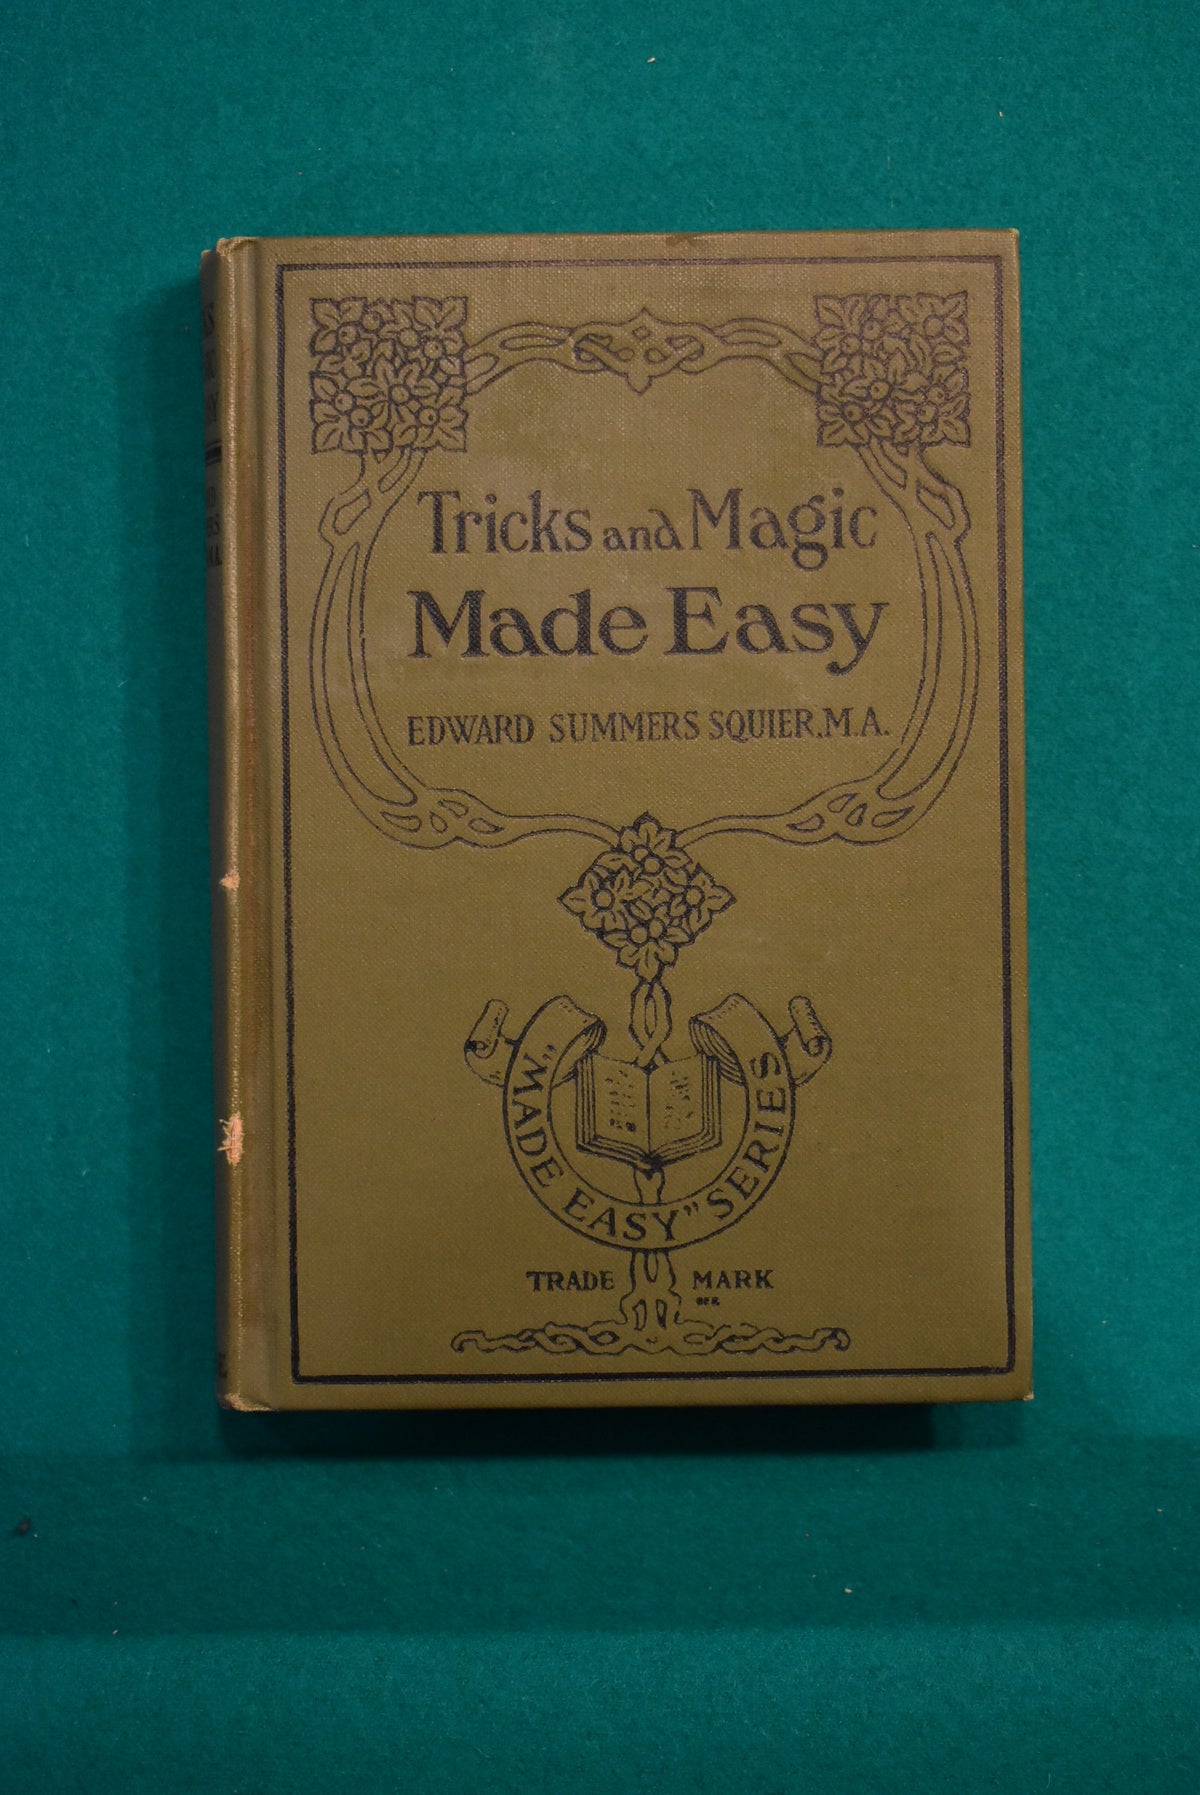 Tricks and Magic
Made Easy
EDWARD SUMMERS SQUIER, M.A.
"MADE EASY" SERIES
TRADE MARK